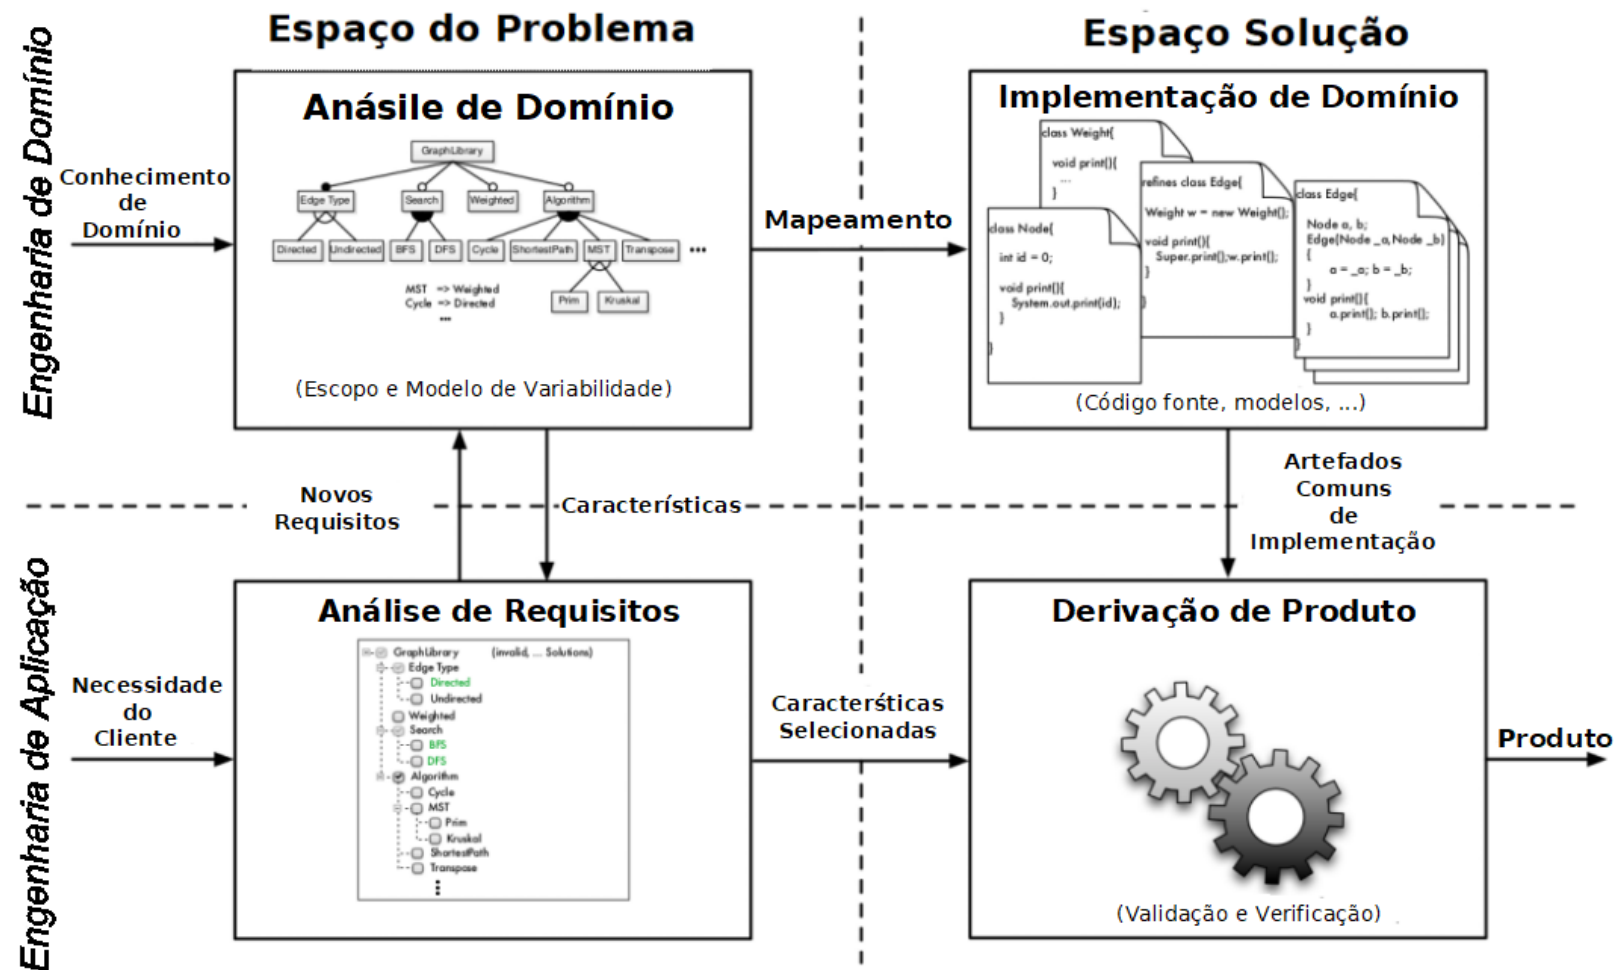 Espaço do Problema
Espaço Solução
Engenharia de Domínio
Conhecimento
de
Domínio
Anásile de Domínio
GraphLibrary
Edge Type
Search
Weighted
Algorithm
Directed
Undirected
BFS
DFS
Cycle
ShortestPath
MST
Transpose
•••
MST => Weighted
Cycle => Directed
•••
Prim
Kruskal
(Escopo e Modelo de Variabilidade)
Mapeamento
Implementação de Domínio
class Weight{
void print(){
...
}
refines class Edge{
Weight w = new Weight();
void print(){
Super.print();w.print();
}
}
class Node{
int id = 0;
void print(){
System.out.print(id);
}
}
class Edge{
Node a, b;
Edge(Node _a,Node _b)
{
a = _a; b = _b;
}
void print(){
a.print(); b.print();
}
}
(Código fonte, modelos, ...)
Novos
Requisitos
Características
Artefados
Comuns
de
Implementação
Engenharia de Aplicação
Necessidade
do
Cliente
Análise de Requisitos
GraphLibrary (invalid, ... Solutions)
Edge Type
Directed
Undirected
Weighted
Search
BFS
DFS
Algorithm
Cycle
MST
Prim
Kruskal
ShortestPath
Transpose
Caracterśticas
Selecionadas
Derivação de Produto
(Validação e Verificação)
Produto